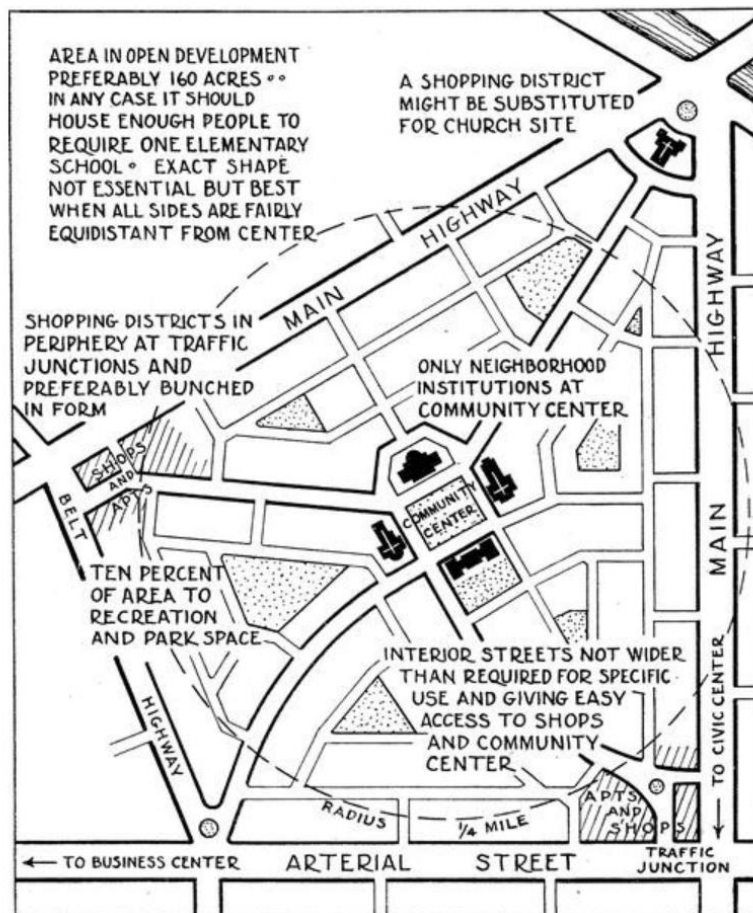 AREA IN OPEN DEVELOPMENT
PREFERABLY 160 ACRES ∘∘
IN ANY CASE IT SHOULD
HOUSE ENOUGH PEOPLE TO
REQUIRE ONE ELEMENTARY
SCHOOL ∘ EXACT SHAPE
NOT ESSENTIAL BUT BEST
WHEN ALL SIDES ARE FAIRLY
EQUIDISTANT FROM CENTER
A SHOPPING DISTRICT
MIGHT BE SUBSTITUTED
FOR CHURCH SITE
MAIN HIGHWAY
SHOPPING DISTRICTS IN
PERIPHERY AT TRAFFIC
JUNCTIONS AND
PREFERABLY BUNCHED
IN FORM
ONLY NEIGHBORHOOD
INSTITUTIONS AT
COMMUNITY CENTER
MAIN HIGHWAY
SHOPS
AND
APTS
COMMUNITY
CENTER
BELT HIGHWAY
TEN PERCENT
OF AREA TO
RECREATION
AND PARK SPACE
INTERIOR STREETS NOT WIDER
THAN REQUIRED FOR SPECIFIC
USE AND GIVING EASY
ACCESS TO SHOPS
AND COMMUNITY
CENTER
TO CIVIC CENTER
APTS
AND
SHOPS
RADIUS 1/4 MILE
TO BUSINESS CENTER
ARTERIAL STREET
TRAFFIC
JUNCTION